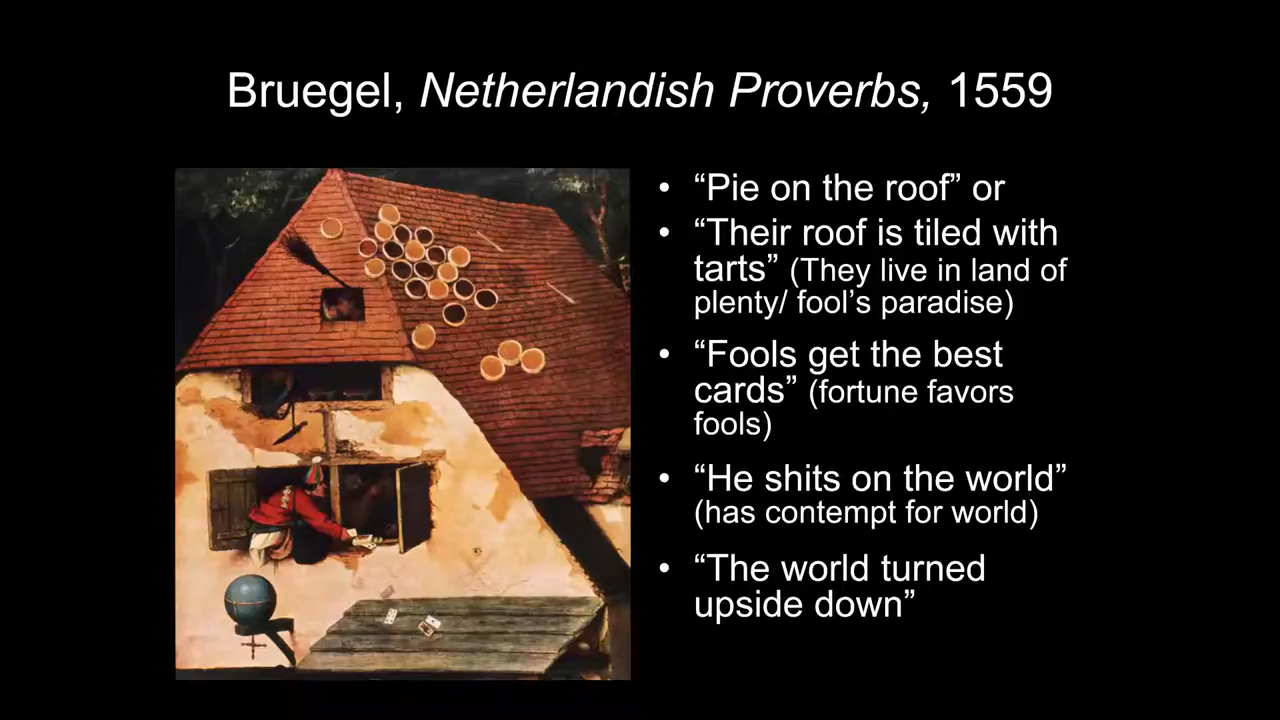 Bruegel, Netherlandish Proverbs, 1559
• “Pie on the roof” or
• “Their roof is tiled with
tarts” (They live in land of
plenty/ fool’s paradise)
• “Fools get the best
cards” (fortune favors
fools)
• “He shits on the world”
(has contempt for world)
• “The world turned
upside down”